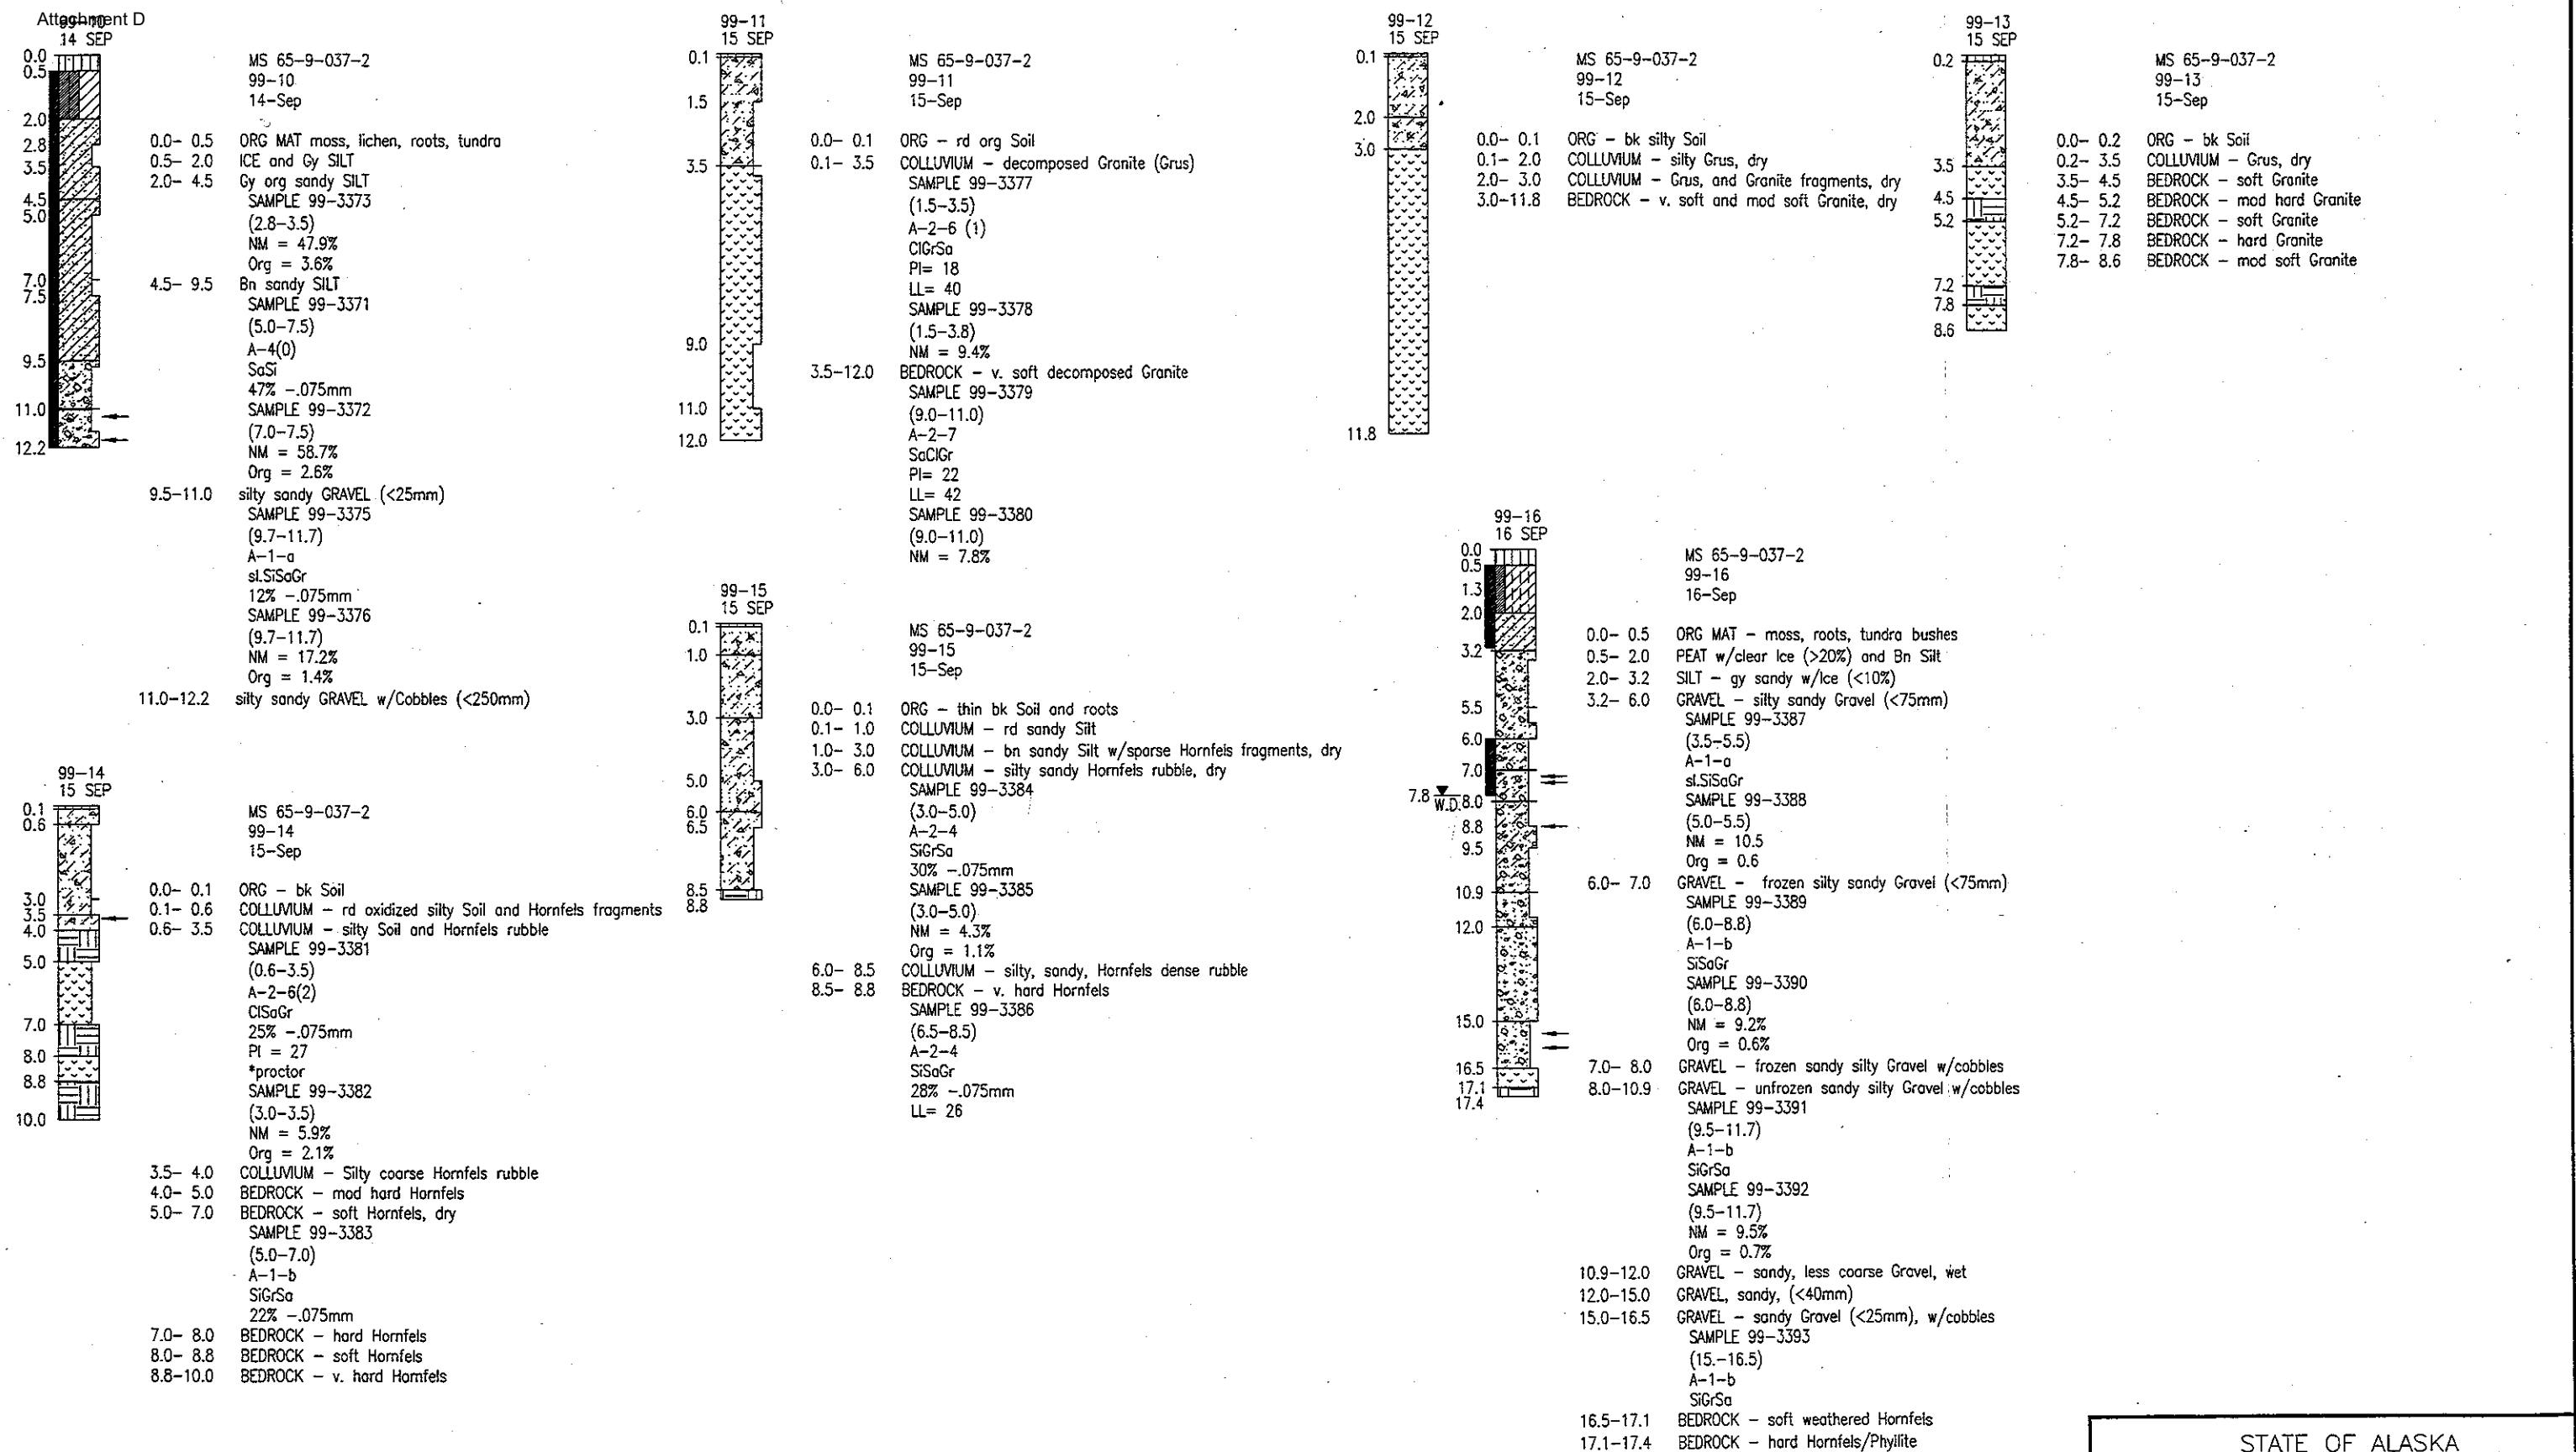 Attachment D
99-10
14 SEP
0.0
0.5
2.0
2.8
3.5
4.5
5.0
7.0
7.5
9.5
11.0
12.2
MS 65-9-037-2
99-10
14-Sep
0.0- 0.5 ORG MAT moss, lichen, roots, tundra
0.5- 2.0 ICE and Gy SILT
2.0- 4.5 Gy org sandy SILT
SAMPLE 99-3373
(2.8-3.5)
NM = 47.9%
Org = 3.6%
4.5- 9.5 Bn sandy SILT
SAMPLE 99-3371
(5.0-7.5)
A-4(0)
SaSi
47% -.075mm
SAMPLE 99-3372
(7.0-7.5)
NM = 58.7%
Org = 2.6%
9.5-11.0 silty sandy GRAVEL (<25mm)
SAMPLE 99-3375
(9.7-11.7)
A-1-a
sl.SiSaGr
12% -.075mm
SAMPLE 99-3376
(9.7-11.7)
NM = 17.2%
Org = 1.4%
11.0-12.2 silty sandy GRAVEL w/Cobbles (<250mm)
99-14
15 SEP
0.1
0.6
3.0
3.5
4.0
5.0
7.0
8.0
8.8
10.0
MS 65-9-037-2
99-14
15-Sep
0.0- 0.1 ORG - bk Soil
0.1- 0.6 COLLUVIUM - rd oxidized silty Soil and Hornfels fragments
0.6- 3.5 COLLUVIUM - silty Soil and Hornfels rubble
SAMPLE 99-3381
(0.6-3.5)
A-2-6(2)
ClSaGr
25% -.075mm
PI = 27
*proctor
SAMPLE 99-3382
(3.0-3.5)
NM = 5.9%
Org = 2.1%
3.5- 4.0 COLLUVIUM - Silty coarse Hornfels rubble
4.0- 5.0 BEDROCK - mod hard Hornfels
5.0- 7.0 BEDROCK - soft Hornfels, dry
SAMPLE 99-3383
(5.0-7.0)
A-1-b
SiGrSa
22% -.075mm
7.0- 8.0 BEDROCK - hard Hornfels
8.0- 8.8 BEDROCK - soft Hornfels
8.8-10.0 BEDROCK - v. hard Hornfels
99-11
15 SEP
0.1
1.5
3.5
9.0
11.0
12.0
MS 65-9-037-2
99-11
15-Sep
0.0- 0.1 ORG - rd org Soil
0.1- 3.5 COLLUVIUM - decomposed Granite (Grus)
SAMPLE 99-3377
(1.5-3.5)
A-2-6 (1)
ClGrSa
PI= 18
LL= 40
SAMPLE 99-3378
(1.5-3.8)
NM = 9.4%
3.5-12.0 BEDROCK - v. soft decomposed Granite
SAMPLE 99-3379
(9.0-11.0)
A-2-7
SaClGr
PI= 22
LL= 42
SAMPLE 99-3380
(9.0-11.0)
NM = 7.8%
99-15
15 SEP
0.1
1.0
3.0
5.0
6.0
6.5
8.5
8.8
MS 65-9-037-2
99-15
15-Sep
0.0- 0.1 ORG - thin bk Soil and roots
0.1- 1.0 COLLUVIUM - rd sandy Silt
1.0- 3.0 COLLUVIUM - bn sandy Silt w/sparse Hornfels fragments, dry
3.0- 6.0 COLLUVIUM - silty sandy Hornfels rubble, dry
SAMPLE 99-3384
(3.0-5.0)
A-2-4
SiGrSa
30% -.075mm
SAMPLE 99-3385
(3.0-5.0)
NM = 4.3%
Org = 1.1%
6.0- 8.5 COLLUVIUM - silty, sandy, Hornfels dense rubble
8.5- 8.8 BEDROCK - v. hard Hornfels
SAMPLE 99-3386
(6.5-8.5)
A-2-4
SiSaGr
28% -.075mm
LL= 26
99-12
15 SEP
0.1
2.0
3.0
11.8
MS 65-9-037-2
99-12
15-Sep
0.0- 0.1 ORG - bk silty Soil
0.1- 2.0 COLLUVIUM - silty Grus, dry
2.0- 3.0 COLLUVIUM - Grus, and Granite fragments, dry
3.0-11.8 BEDROCK - v. soft and mod soft Granite, dry
99-13
15 SEP
0.2
3.5
4.5
5.2
7.2
7.8
8.6
MS 65-9-037-2
99-13
15-Sep
0.0- 0.2 ORG - bk Soil
0.2- 3.5 COLLUVIUM - Grus, dry
3.5- 4.5 BEDROCK - soft Granite
4.5- 5.2 BEDROCK - mod hard Granite
5.2- 7.2 BEDROCK - soft Granite
7.2- 7.8 BEDROCK - hard Granite
7.8- 8.6 BEDROCK - mod soft Granite
99-16
16 SEP
0.0
0.5
1.3
2.0
3.2
5.5
6.0
7.0
7.8 W.D. 8.0
8.8
9.5
10.9
12.0
15.0
16.5
17.1
17.4
MS 65-9-037-2
99-16
16-Sep
0.0- 0.5 ORG MAT - moss, roots, tundra bushes
0.5- 2.0 PEAT w/clear Ice (>20%) and Bn Silt
2.0- 3.2 SILT - gy sandy w/Ice (<10%)
3.2- 6.0 GRAVEL - silty sandy Gravel (<75mm)
SAMPLE 99-3387
(3.5-5.5)
A-1-a
sl.SiSaGr
SAMPLE 99-3388
(5.0-5.5)
NM = 10.5
Org = 0.6
6.0- 7.0 GRAVEL - frozen silty sandy Gravel (<75mm)
SAMPLE 99-3389
(6.0-8.8)
A-1-b
SiSaGr
SAMPLE 99-3390
(6.0-8.8)
NM = 9.2%
Org = 0.6%
7.0- 8.0 GRAVEL - frozen sandy silty Gravel w/cobbles
8.0-10.9 GRAVEL - unfrozen sandy silty Gravel w/cobbles
SAMPLE 99-3391
(9.5-11.7)
A-1-b
SiGrSa
SAMPLE 99-3392
(9.5-11.7)
NM = 9.5%
Org = 0.7%
10.9-12.0 GRAVEL - sandy, less coarse Gravel, wet
12.0-15.0 GRAVEL, sandy, (<40mm)
15.0-16.5 GRAVEL - sandy Gravel (<25mm), w/cobbles
SAMPLE 99-3393
(15.-16.5)
A-1-b
SiGrSa
16.5-17.1 BEDROCK - soft weathered Hornfels
17.1-17.4 BEDROCK - hard Hornfels/Phyllite
STATE OF ALASKA